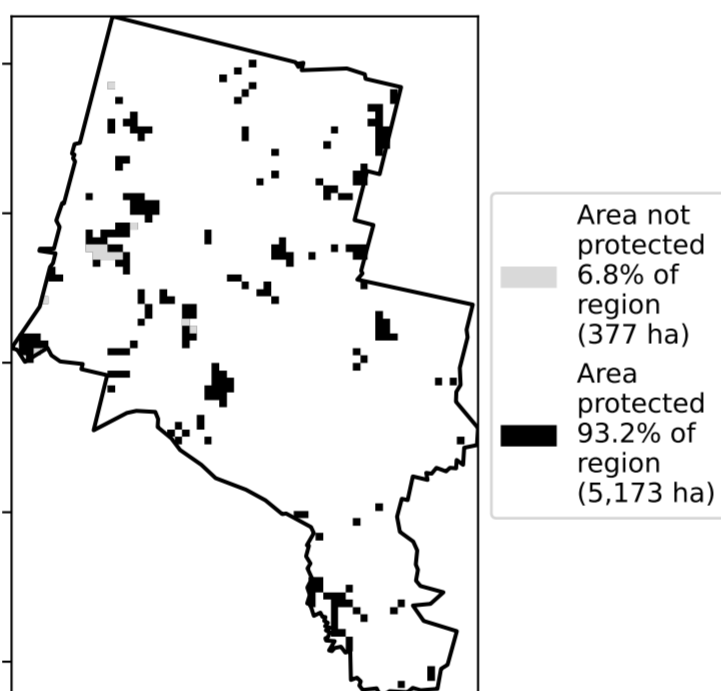 Area not
protected
6.8% of
region
(377 ha)
Area
protected
93.2% of
region
(5,173 ha)